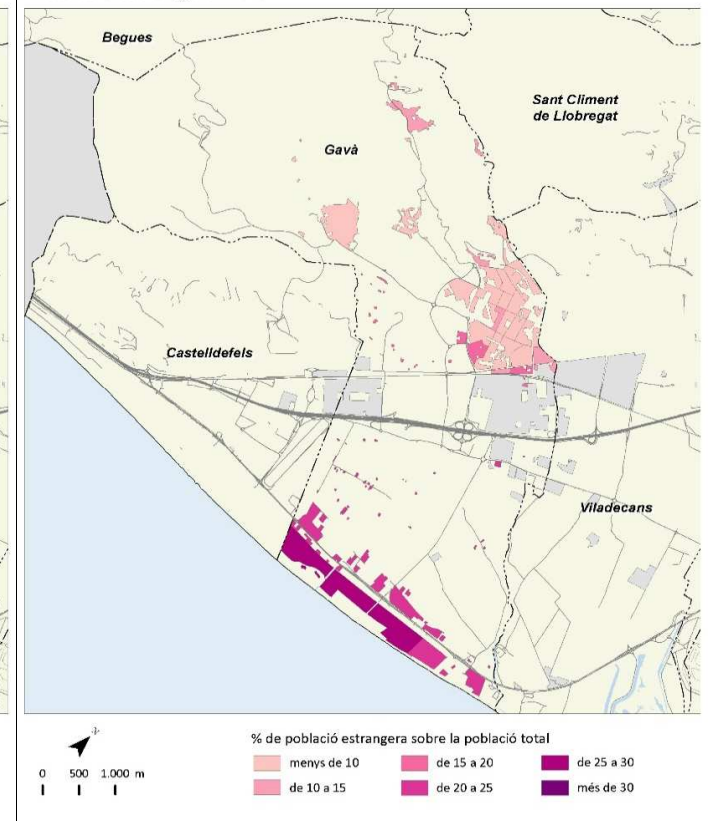 Begues
Sant Climent
de Llobregat
Gavà
Castelldefels
Viladecans
% de població estrangera sobre la població total
menys de 10
de 15 a 20
de 25 a 30
de 10 a 15
de 20 a 25
més de 30
0 500 1.000 m